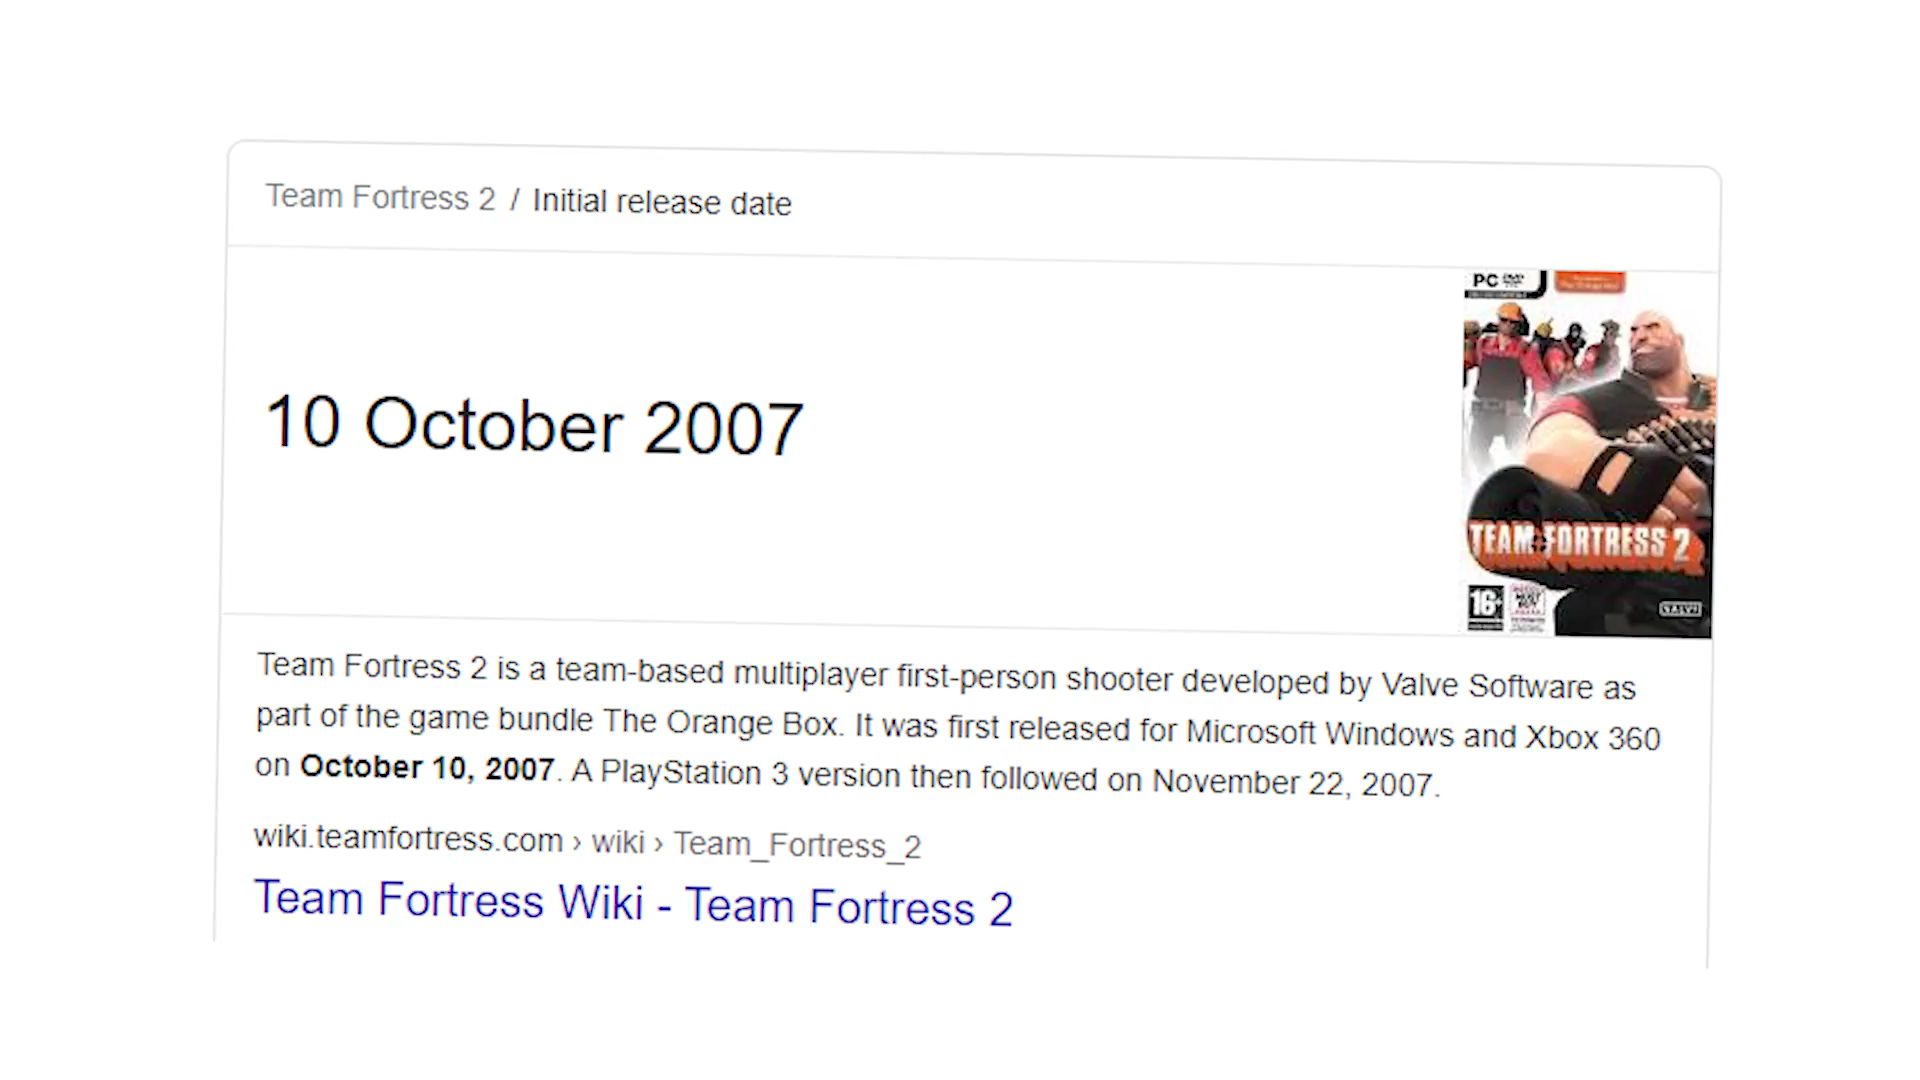 Team Fortress 2 / Initial release date
10 October 2007
PC DVD
TEAM FORTRESS 2
16+
VALVE
Team Fortress 2 is a team-based multiplayer first-person shooter developed by Valve Software as
part of the game bundle The Orange Box. It was first released for Microsoft Windows and Xbox 360
on October 10, 2007. A PlayStation 3 version then followed on November 22, 2007.
wiki.teamfortress.com › wiki › Team_Fortress_2
Team Fortress Wiki - Team Fortress 2